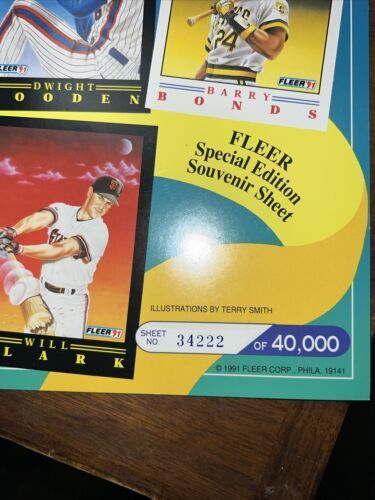 FLEER '91
DWIGHT
OODEN
24
FLEER '91
BARRY
BONDS
FLEER
Special Edition
Souvenir Sheet
ILLUSTRATIONS BY TERRY SMITH
FLEER '91
WILL
LARK
SHEET
NO. 34222 OF 40,000
© 1991 FLEER CORP., PHILA. 19141